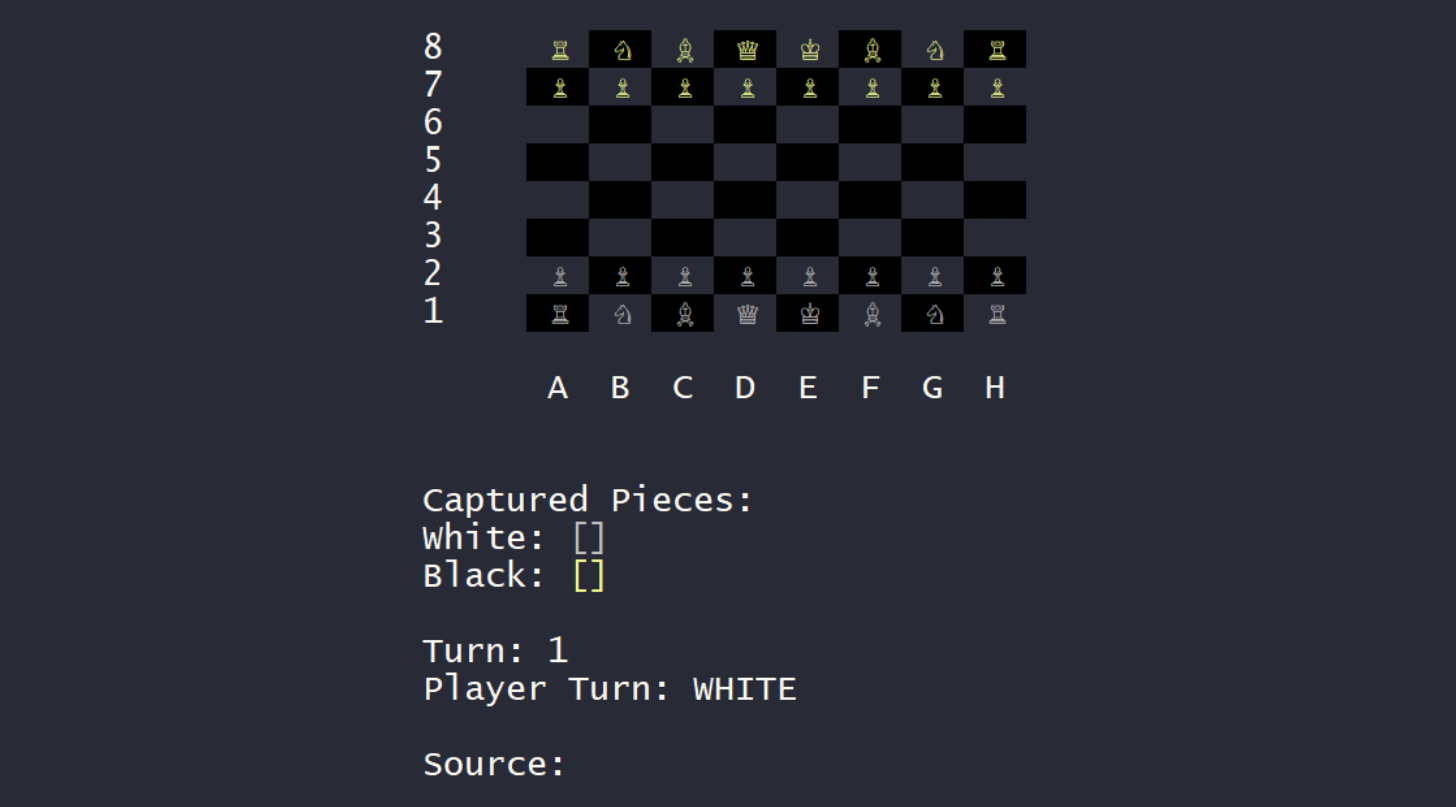 8 ♖ ♘ ♗ ♕ ♔ ♗ ♘ ♖
7 ♙ ♙ ♙ ♙ ♙ ♙ ♙ ♙
6
5
4
3
2 ♙ ♙ ♙ ♙ ♙ ♙ ♙ ♙
1 ♖ ♘ ♗ ♕ ♔ ♗ ♘ ♖
A B C D E F G H
Captured Pieces:
White: []
Black: []
Turn: 1
Player Turn: WHITE
Source: